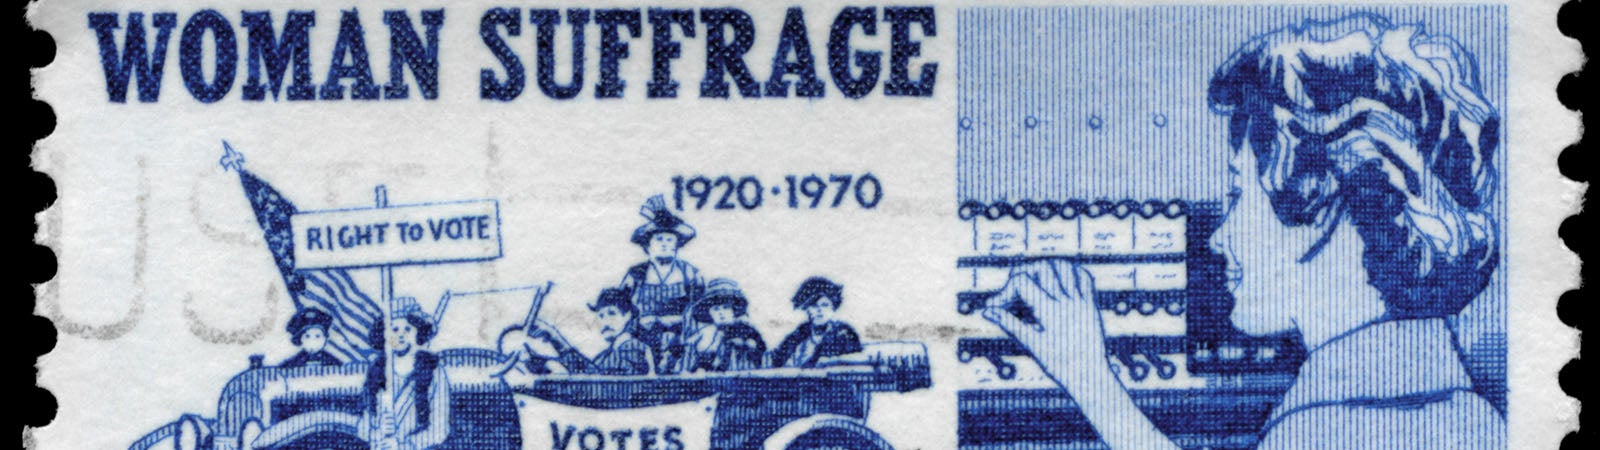 WOMAN SUFFRAGE
1920·1970
RIGHT TO VOTE
VOTES